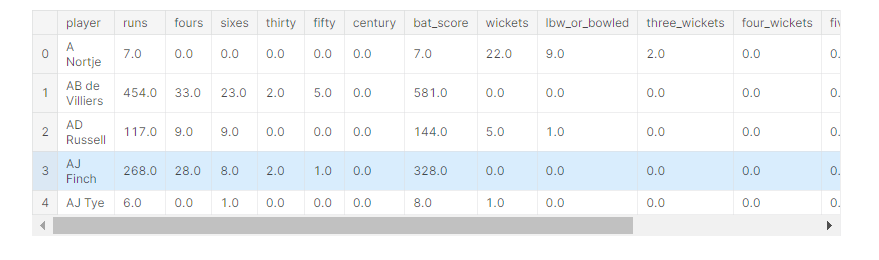 player runs fours sixes thirty fifty century bat_score wickets lbw_or_bowled three_wickets four_wickets fiv
0 A Nortje 7.0 0.0 0.0 0.0 0.0 0.0 7.0 22.0 9.0 2.0 0.0 0.
1 AB de Villiers 454.0 33.0 23.0 2.0 5.0 0.0 581.0 0.0 0.0 0.0 0.0 0.
2 AD Russell 117.0 9.0 9.0 0.0 0.0 0.0 144.0 5.0 1.0 0.0 0.0 0.
3 AJ Finch 268.0 28.0 8.0 2.0 1.0 0.0 328.0 0.0 0.0 0.0 0.0 0.
4 AJ Tye 6.0 0.0 1.0 0.0 0.0 0.0 8.0 1.0 0.0 0.0 0.0 0.